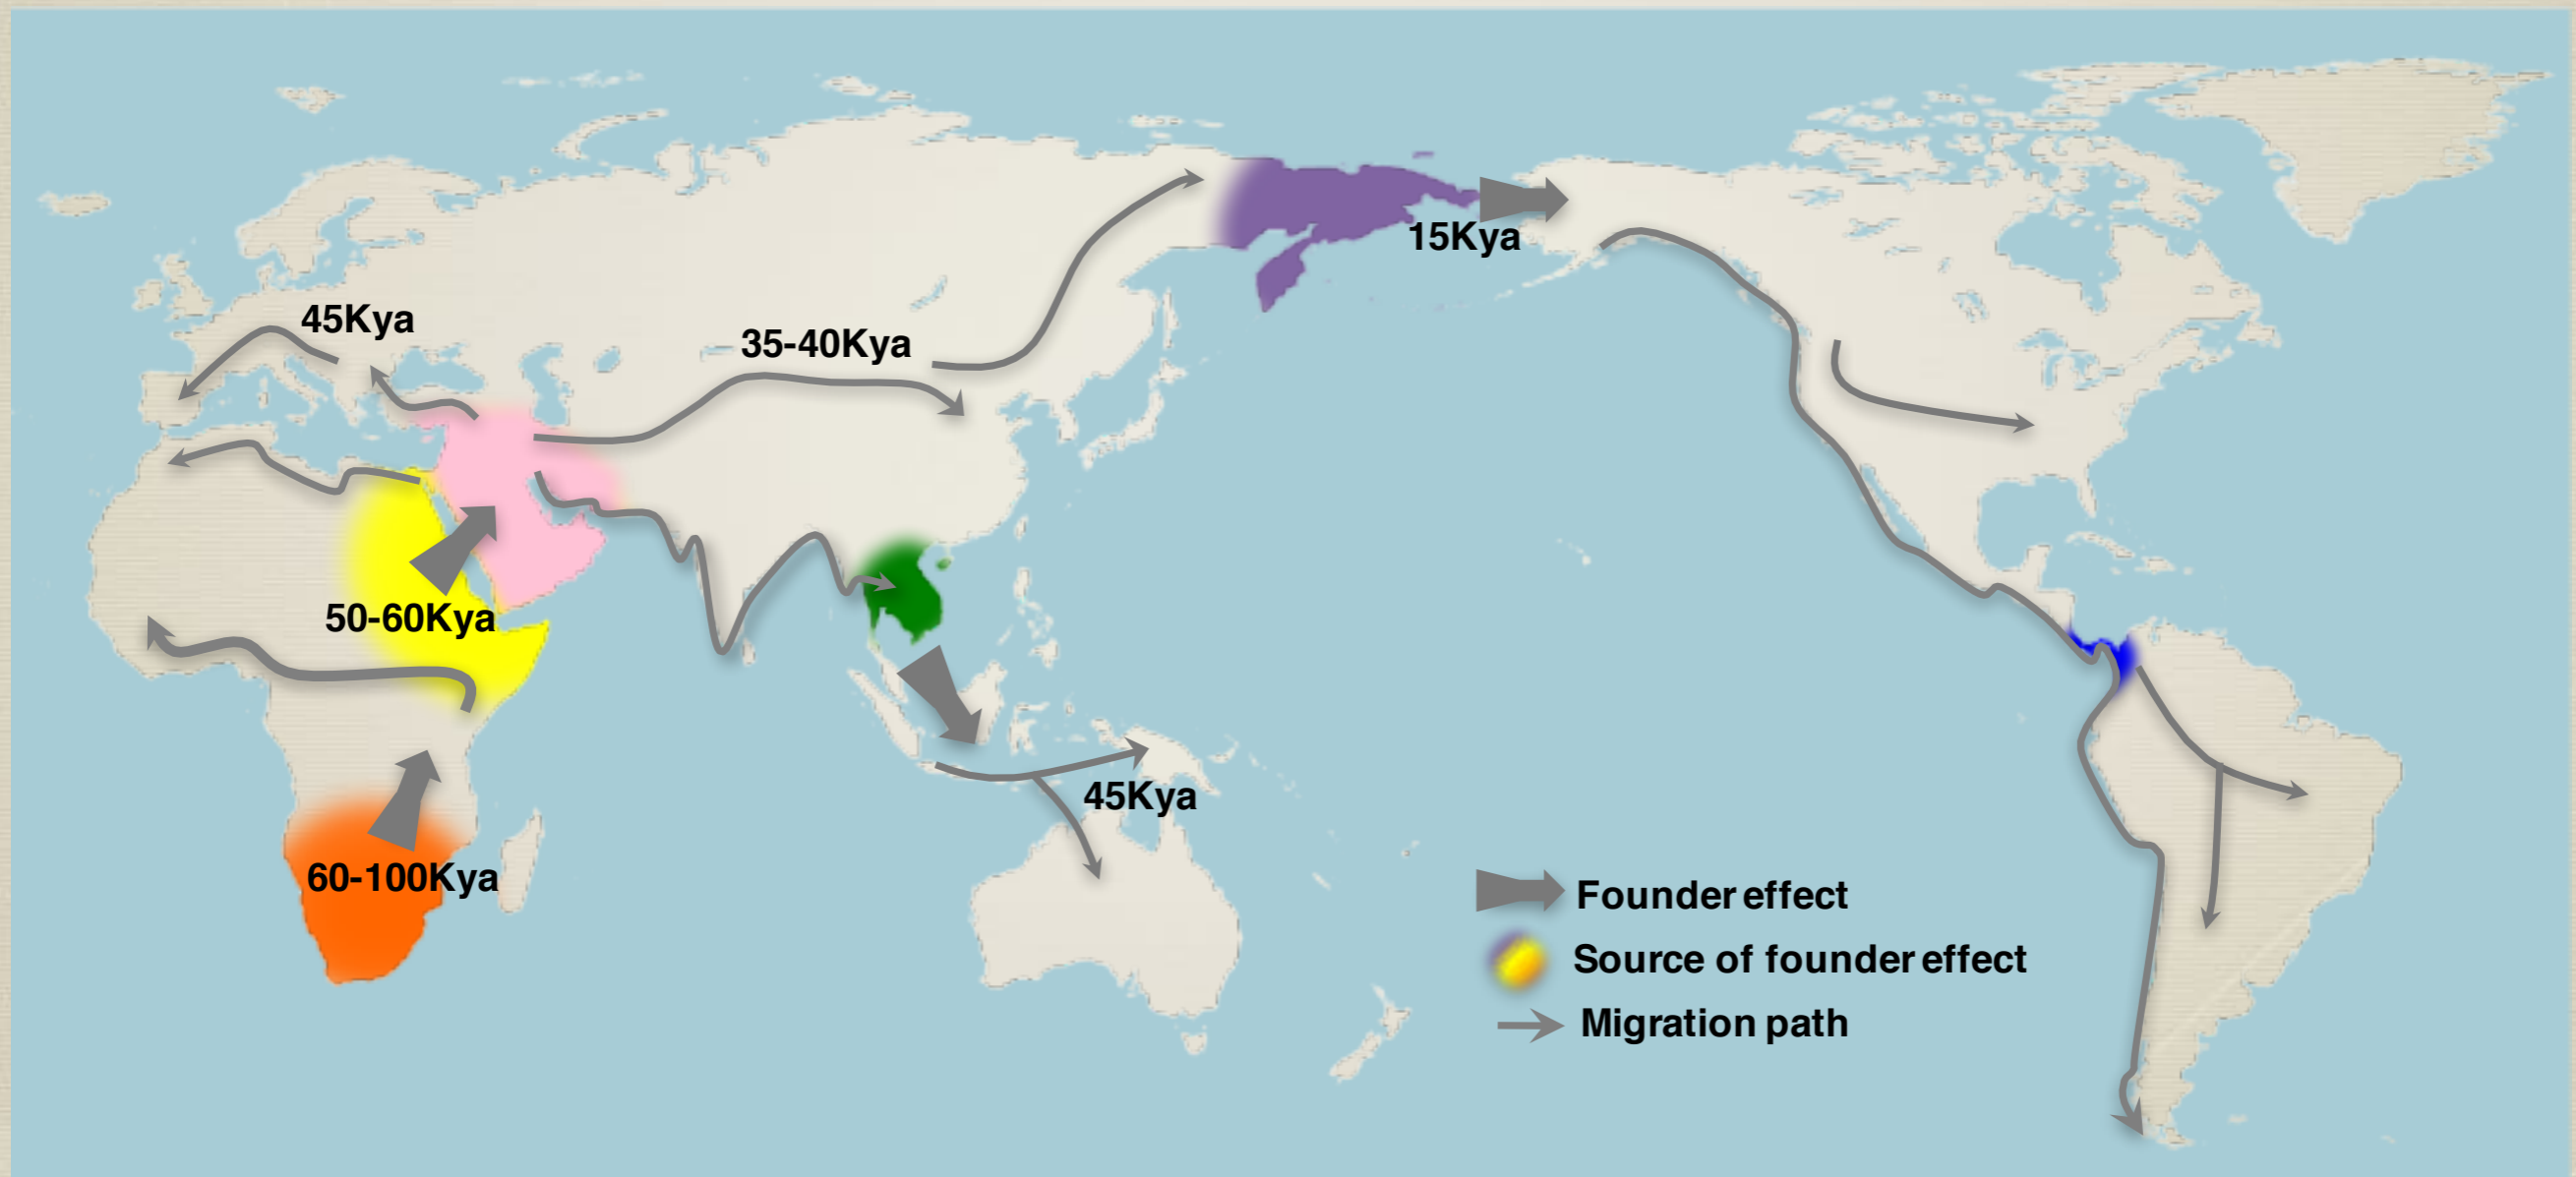 15Kya
45Kya
35-40Kya
50-60Kya
45Kya
60-100Kya
Founder effect
Source of founder effect
Migration path